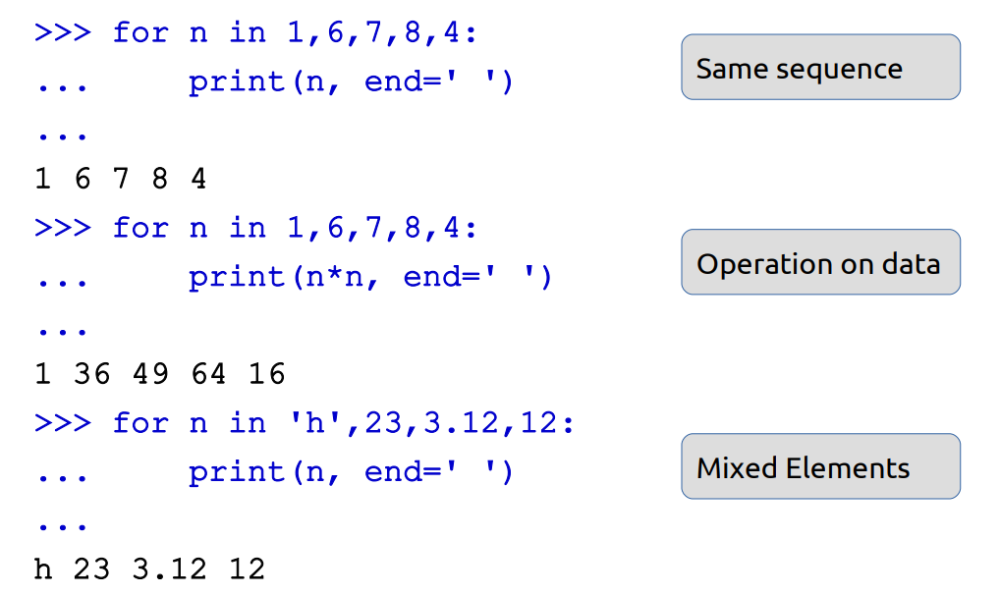 >>> for n in 1,6,7,8,4:
...     print(n, end=' ')
Same sequence
...
1 6 7 8 4
>>> for n in 1,6,7,8,4:
...     print(n*n, end=' ')
Operation on data
...
1 36 49 64 16
>>> for n in 'h',23,3.12,12:
...     print(n, end=' ')
Mixed Elements
...
h 23 3.12 12